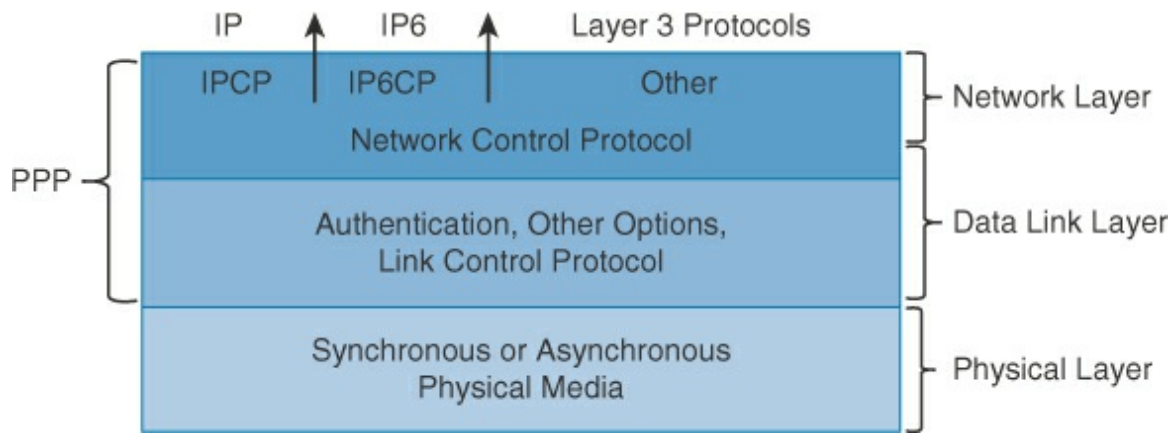 IP IP6 Layer 3 Protocols
IPCP IP6CP Other
Network Layer
Network Control Protocol
PPP
Authentication, Other Options,
Link Control Protocol
Data Link Layer
Synchronous or Asynchronous
Physical Media
Physical Layer